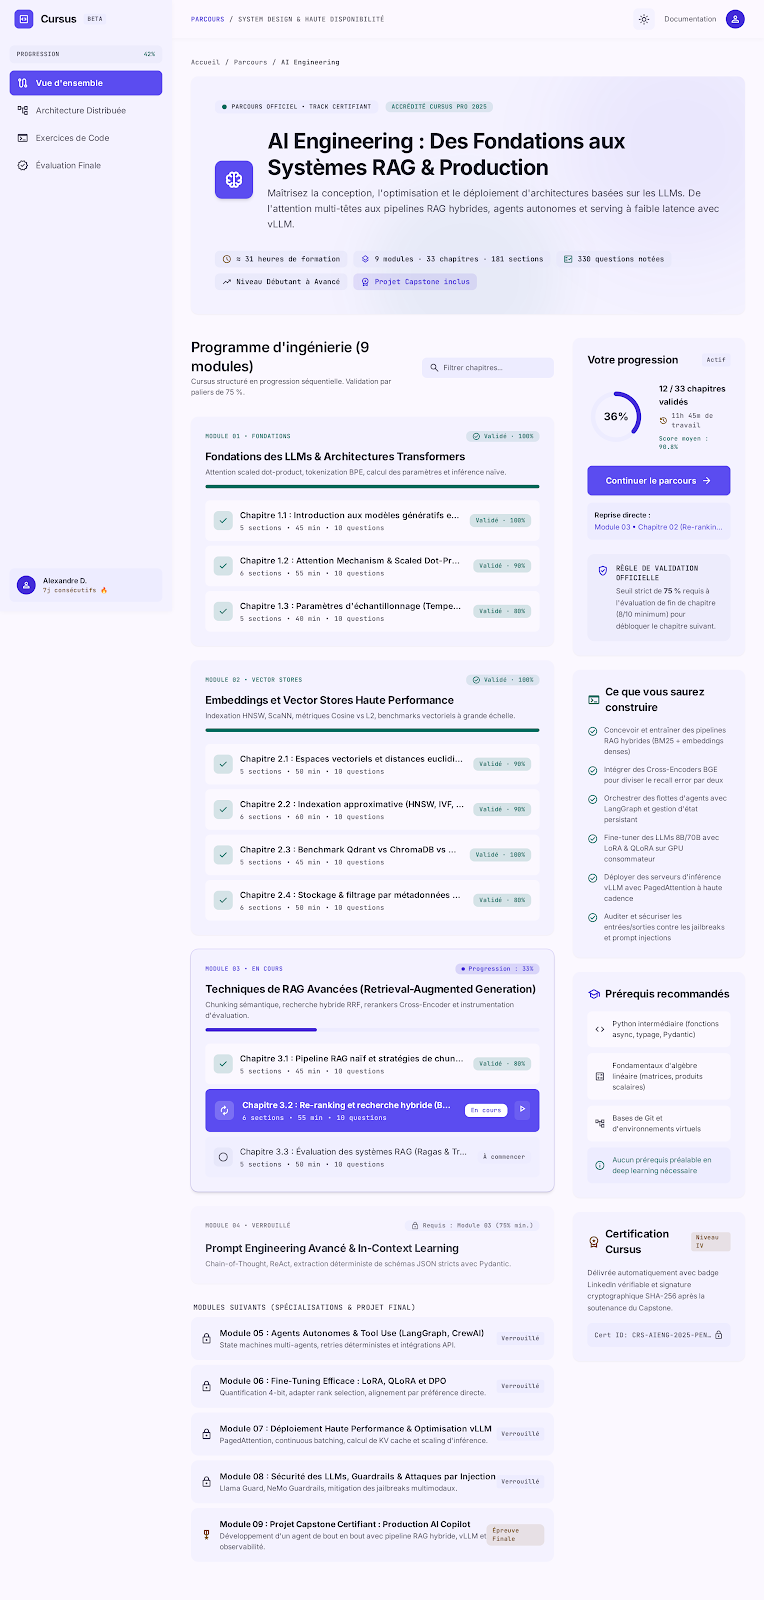 Cursus BETA
PROGRESSION 42%
Vue d'ensemble
Architecture Distribuée
Exercices de Code
Évaluation Finale
Alexandre D.
7j consécutifs 🔥
PARCOURS / SYSTEM DESIGN & HAUTE DISPONIBILITÉ
Documentation
Accueil / Parcours / AI Engineering
PARCOURS OFFICIEL • TRACK CERTIFIANT
ACCRÉDITÉ CURSUS PRO 2025
AI Engineering : Des Fondations aux
Systèmes RAG & Production
Maîtrisez la conception, l'optimisation et le déploiement d'architectures basées sur les LLMs. De
l'attention multi-têtes aux pipelines RAG hybrides, agents autonomes et serving à faible latence avec
vLLM.
≈ 31 heures de formation
9 modules · 33 chapitres · 181 sections
330 questions notées
Niveau Débutant à Avancé
Projet Capstone inclus
Programme d'ingénierie (9
modules)
Cursus structuré en progression séquentielle. Validation par
paliers de 75 %.
Filtrer chapitres...
MODULE 01 • FONDATIONS
Validé · 100%
Fondations des LLMs & Architectures Transformers
Attention scaled dot-product, tokenization BPE, calcul des paramètres et inférence naïve.
Chapitre 1.1 : Introduction aux modèles génératifs e...
5 sections • 45 min • 10 questions
Validé · 100%
Chapitre 1.2 : Attention Mechanism & Scaled Dot-Pr...
6 sections • 55 min • 10 questions
Validé · 90%
Chapitre 1.3 : Paramètres d'échantillonnage (Tempe...
5 sections • 40 min • 10 questions
Validé · 80%
MODULE 02 • VECTOR STORES
Validé · 100%
Embeddings et Vector Stores Haute Performance
Indexation HNSW, ScaNN, métriques Cosine vs L2, benchmarks vectoriels à grande échelle.
Chapitre 2.1 : Espaces vectoriels et distances euclidi...
5 sections • 50 min • 10 questions
Validé · 90%
Chapitre 2.2 : Indexation approximative (HNSW, IVF, ...
6 sections • 60 min • 10 questions
Validé · 90%
Chapitre 2.3 : Benchmark Qdrant vs ChromaDB vs ...
5 sections • 45 min • 10 questions
Validé · 100%
Chapitre 2.4 : Stockage & filtrage par métadonnées ...
6 sections • 50 min • 10 questions
Validé · 80%
MODULE 03 • EN COURS
Progression : 33%
Techniques de RAG Avancées (Retrieval-Augmented Generation)
Chunking sémantique, recherche hybride RRF, rerankers Cross-Encoder et instrumentation
d'évaluation.
Chapitre 3.1 : Pipeline RAG naïf et stratégies de chun...
5 sections • 45 min • 10 questions
Validé · 80%
Chapitre 3.2 : Re-ranking et recherche hybride (B...
6 sections • 55 min • 10 questions
En cours
Chapitre 3.3 : Évaluation des systèmes RAG (Ragas & Tr...
5 sections • 50 min • 10 questions
À commencer
MODULE 04 • VERROUILLÉ
Requis : Module 03 (75% min.)
Prompt Engineering Avancé & In-Context Learning
Chain-of-Thought, ReAct, extraction déterministe de schémas JSON stricts avec Pydantic.
MODULES SUIVANTS (SPÉCIALISATIONS & PROJET FINAL)
Module 05 : Agents Autonomes & Tool Use (LangGraph, CrewAI)
State machines multi-agents, retries déterministes et intégrations API.
Verrouillé
Module 06 : Fine-Tuning Efficace : LoRA, QLoRA et DPO
Quantification 4-bit, adapter rank selection, alignement par préférence directe.
Verrouillé
Module 07 : Déploiement Haute Performance & Optimisation vLLM
PagedAttention, continuous batching, calcul de KV cache et scaling d'inférence.
Verrouillé
Module 08 : Sécurité des LLMs, Guardrails & Attaques par Injection
Llama Guard, NeMo Guardrails, mitigation des jailbreaks multimodaux.
Verrouillé
Module 09 : Projet Capstone Certifiant : Production AI Copilot
Développement d'un agent de bout en bout avec pipeline RAG hybride, vLLM et
observabilité.
Épreuve
Finale
Votre progression
Actif
36%
12 / 33 chapitres
validés
11h 45m de
travail
Score moyen :
90.8%
Continuer le parcours →
Reprise directe :
Module 03 • Chapitre 02 (Re-rankin...
RÈGLE DE VALIDATION
OFFICIELLE
Seuil strict de 75 % requis à
l'évaluation de fin de chapitre
(8/10 minimum) pour
débloquer le chapitre suivant.
Ce que vous saurez
construire
Concevoir et entraîner des pipelines
RAG hybrides (BM25 + embeddings
denses)
Intégrer des Cross-Encoders BGE
pour diviser le recall error par deux
Orchestrer des flottes d'agents avec
LangGraph et gestion d'état
persistant
Fine-tuner des LLMs 8B/70B avec
LoRA & QLoRA sur GPU
consommateur
Déployer des serveurs d'inférence
vLLM avec PagedAttention à haute
cadence
Auditer et sécuriser les
entrées/sorties contre les jailbreaks
et prompt injections
Prérequis recommandés
Python intermédiaire (fonctions
async, typage, Pydantic)
Fondamentaux d'algèbre
linéaire (matrices, produits
scalaires)
Bases de Git et
d'environnements virtuels
Aucun prérequis préalable en
deep learning nécessaire
Certification
Cursus
Niveau
IV
Délivrée automatiquement avec badge
LinkedIn vérifiable et signature
cryptographique SHA-256 après la
soutenance du Capstone.
Cert ID: CRS-AIENG-2025-PEN...